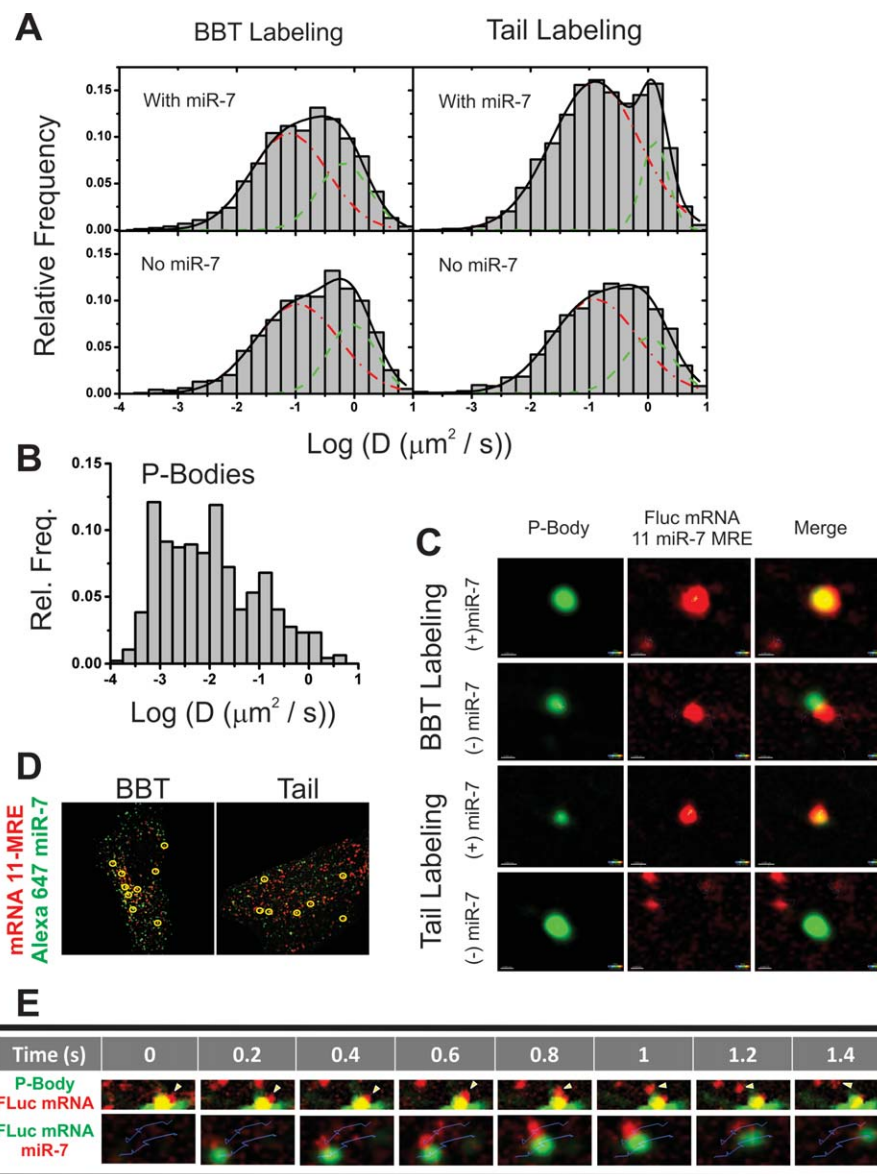 A
BBT Labeling
Tail Labeling
Relative Frequency
0.15
0.10
0.05
0.00
With miR-7
With miR-7
0.15
0.10
0.05
0.00
No miR-7
No miR-7
-4 -3 -2 -1 0 1 -3 -2 -1 0 1
Log (D (μm² / s))
B
P-Bodies
Rel. Freq.
0.15
0.10
0.05
0.00
-4 -3 -2 -1 0 1
Log (D (μm² / s))
C
P-Body
Fluc mRNA
11 miR-7 MRE
Merge
BBT Labeling
(+)miR-7
(-) miR-7
Tail Labeling
(+) miR-7
(-) miR-7
D
BBT
Tail
mRNA 11-MRE
Alexa 647 miR-7
E
Time (s) 0 0.2 0.4 0.6 0.8 1 1.2 1.4
P-Body
FLuc mRNA
FLuc mRNA
miR-7